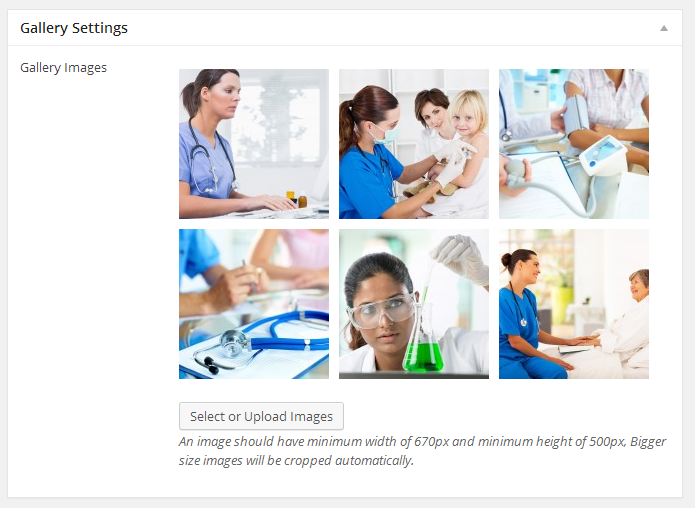 Gallery Settings
Gallery Images
Select or Upload Images
An image should have minimum width of 670px and minimum height of 500px, Bigger
size images will be cropped automatically.